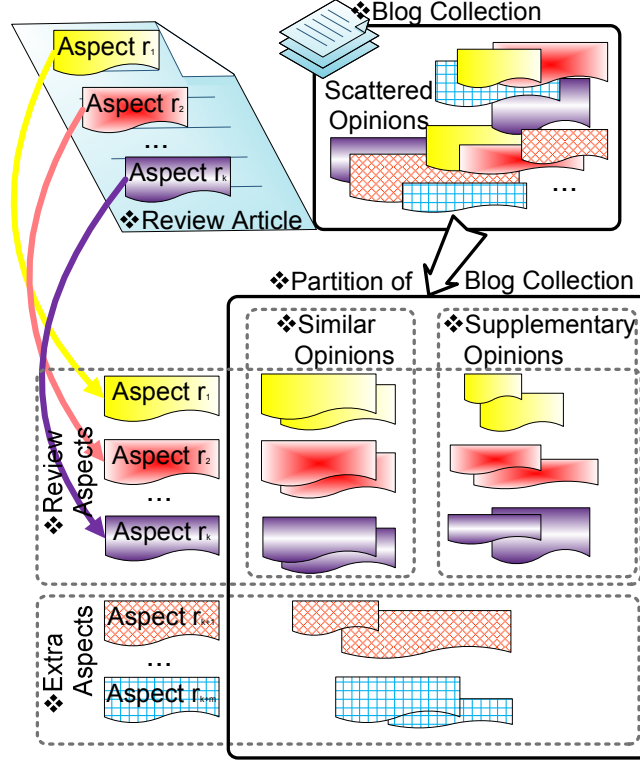 ❖Blog Collection
Aspect r₁
Aspect r₂
...
Aspect rₖ
❖Review Article
Scattered
Opinions
...
❖Partition of Blog Collection
❖Similar
Opinions
❖Supplementary
Opinions
❖Review
Aspects
Aspect r₁
Aspect r₂
...
Aspect rₖ
❖Extra
Aspects
Aspect rₖ₊₁
...
Aspect rₖ₊ₘ